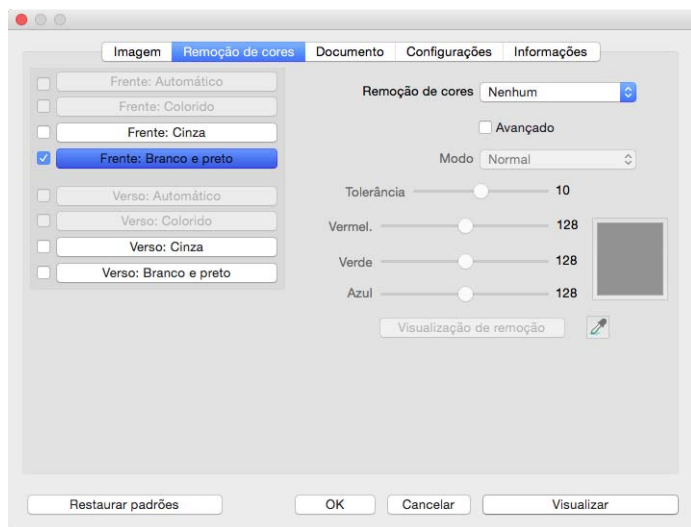 Imagem Remoção de cores Documento Configurações Informações
Frente: Automático
Frente: Colorido
Frente: Cinza
Frente: Branco e preto
Verso: Automático
Verso: Colorido
Verso: Cinza
Verso: Branco e preto
Remoção de cores Nenhum
Avançado
Modo Normal
Tolerância 10
Vermel. 128
Verde 128
Azul 128
Visualização de remoção
Restaurar padrões OK Cancelar Visualizar